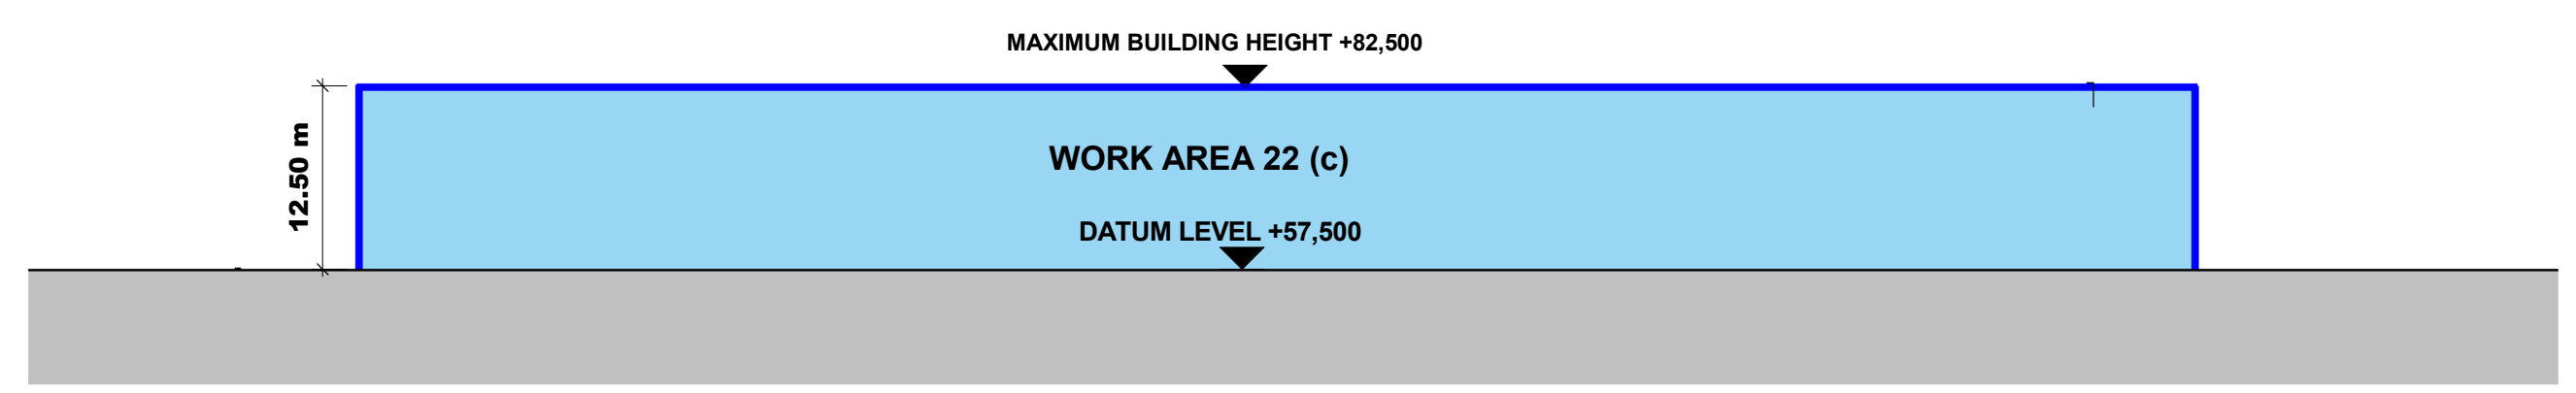 MAXIMUM BUILDING HEIGHT +82,500
12.50 m
WORK AREA 22 (c)
DATUM LEVEL +57,500